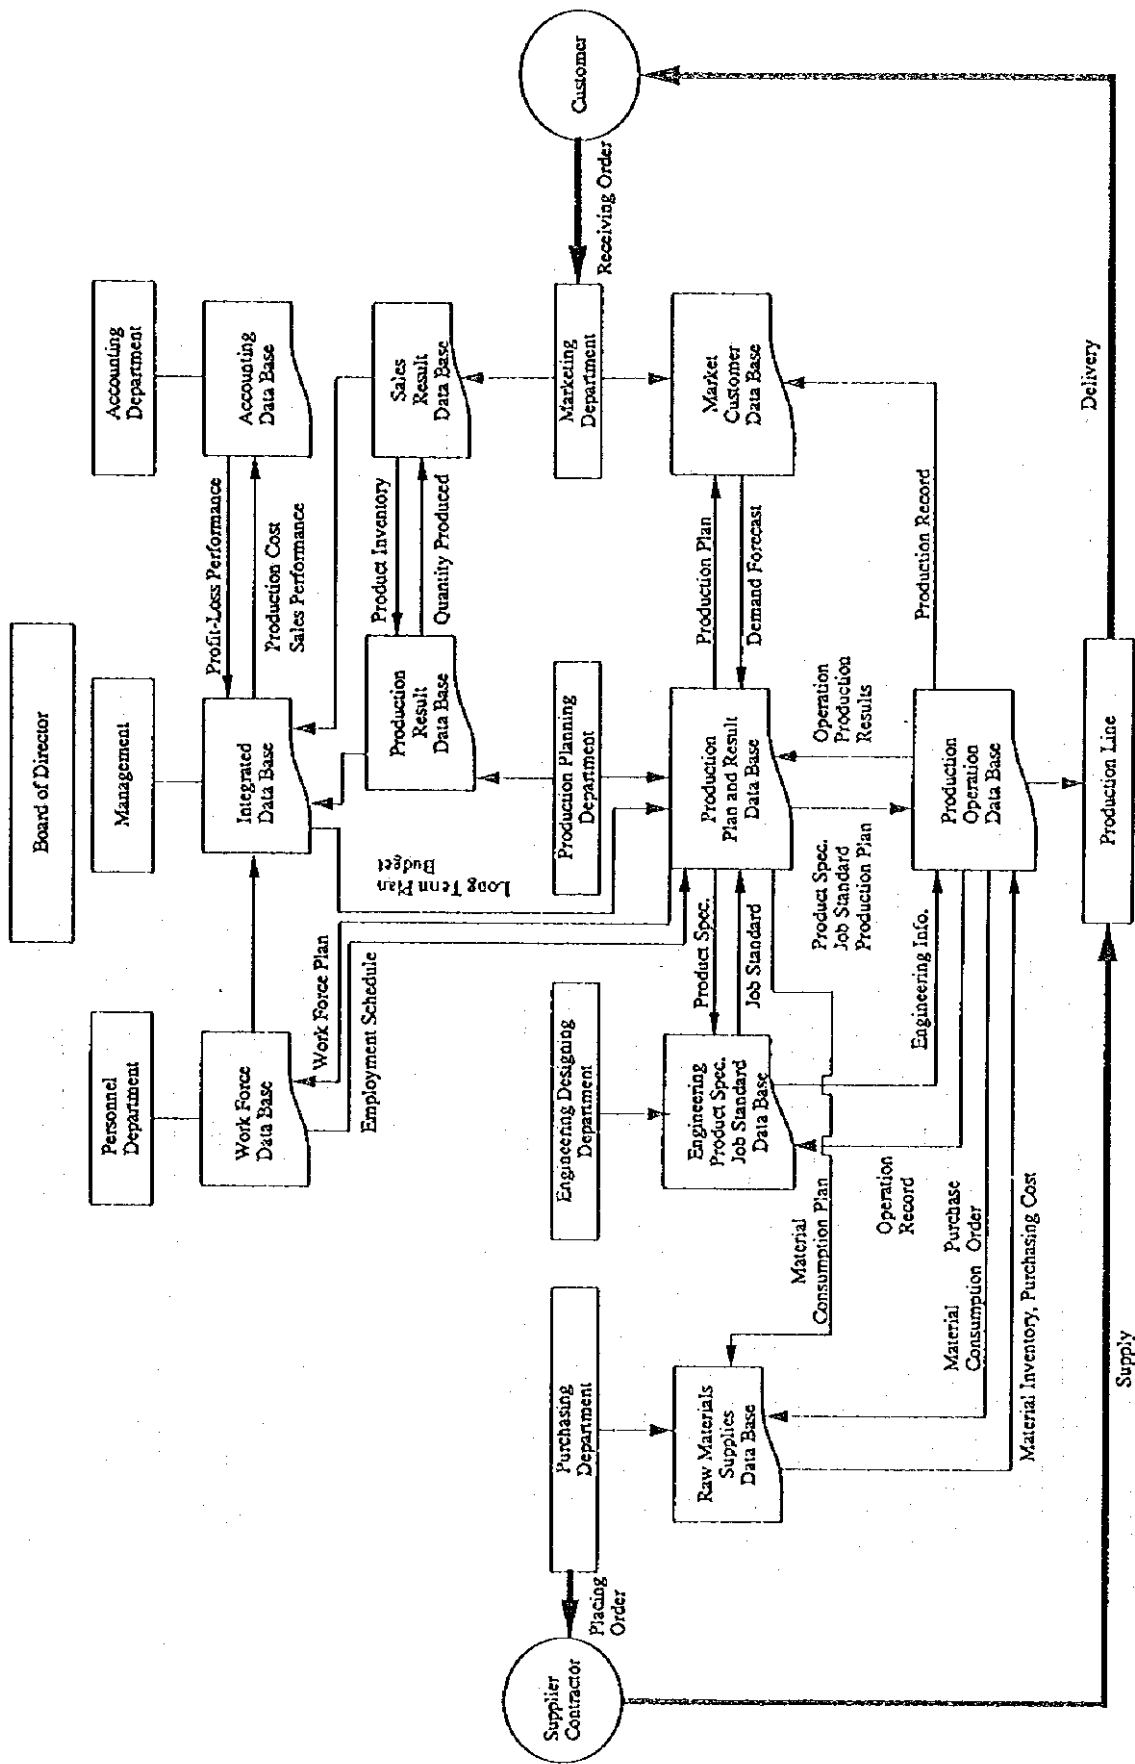 Board of Director
Personnel
Department
Management
Accounting
Department
Work Force
Data Base
Integrated
Data Base
Accounting
Data Base
Profit-Loss Performance
Production Cost
Sales Performance
Work Force Plan
Employment Schedule
Long Tenn Plan
Budget
Production
Result
Data Base
Product Inventory
Quantity Produced
Sales
Result
Data Base
Supplier
Contractor
Placing
Order
Purchasing
Department
Engineering Designing
Department
Production Planning
Department
Marketing
Department
Receiving Order
Customer
Raw Materials
Supplies
Data Base
Engineering
Product Spec.
Job Standard
Data Base
Product Spec.
Job Standard
Production
Plan and Result
Data Base
Production Plan
Demand Forecast
Market
Customer
Data Base
Material
Consumption Plan
Operation
Record
Engineering Info.
Product Spec.
Job Standard
Production Plan
Operation
Production
Results
Production Record
Material
Consumption
Purchase
Order
Material Inventory, Purchasing Cost
Production
Operation
Data Base
Supply
Production Line
Delivery